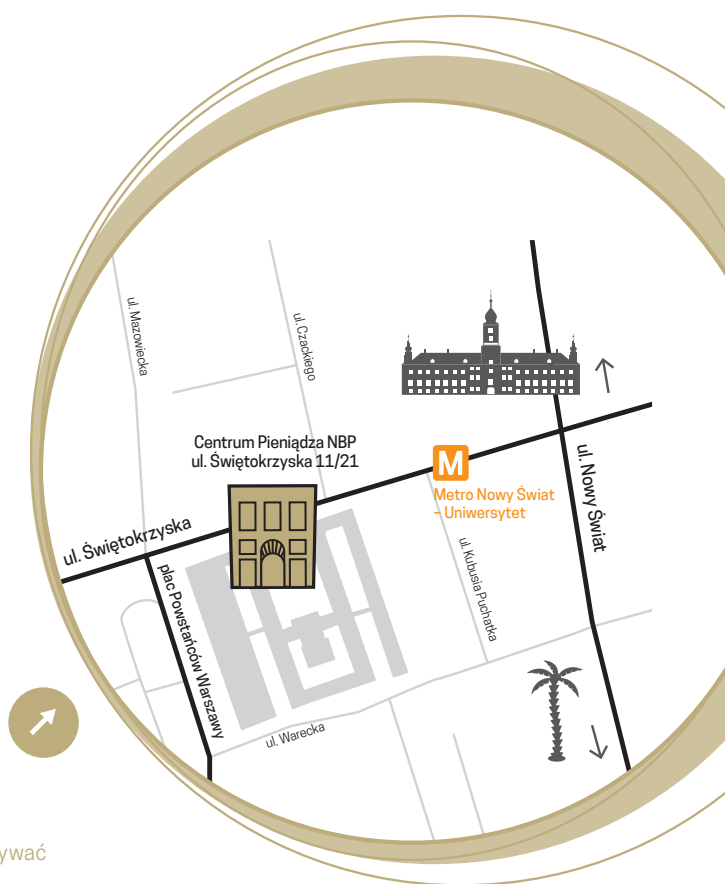 ul. Mazowiecka
ul. Czackiego
Centrum Pieniądza NBP
ul. Świętokrzyska 11/21
M
Metro Nowy Świat
– Uniwersytet
ul. Nowy Świat
ul. Świętokrzyska
ul. Kubusia Puchatka
plac Powstańców Warszawy
ul. Warecka
ywać